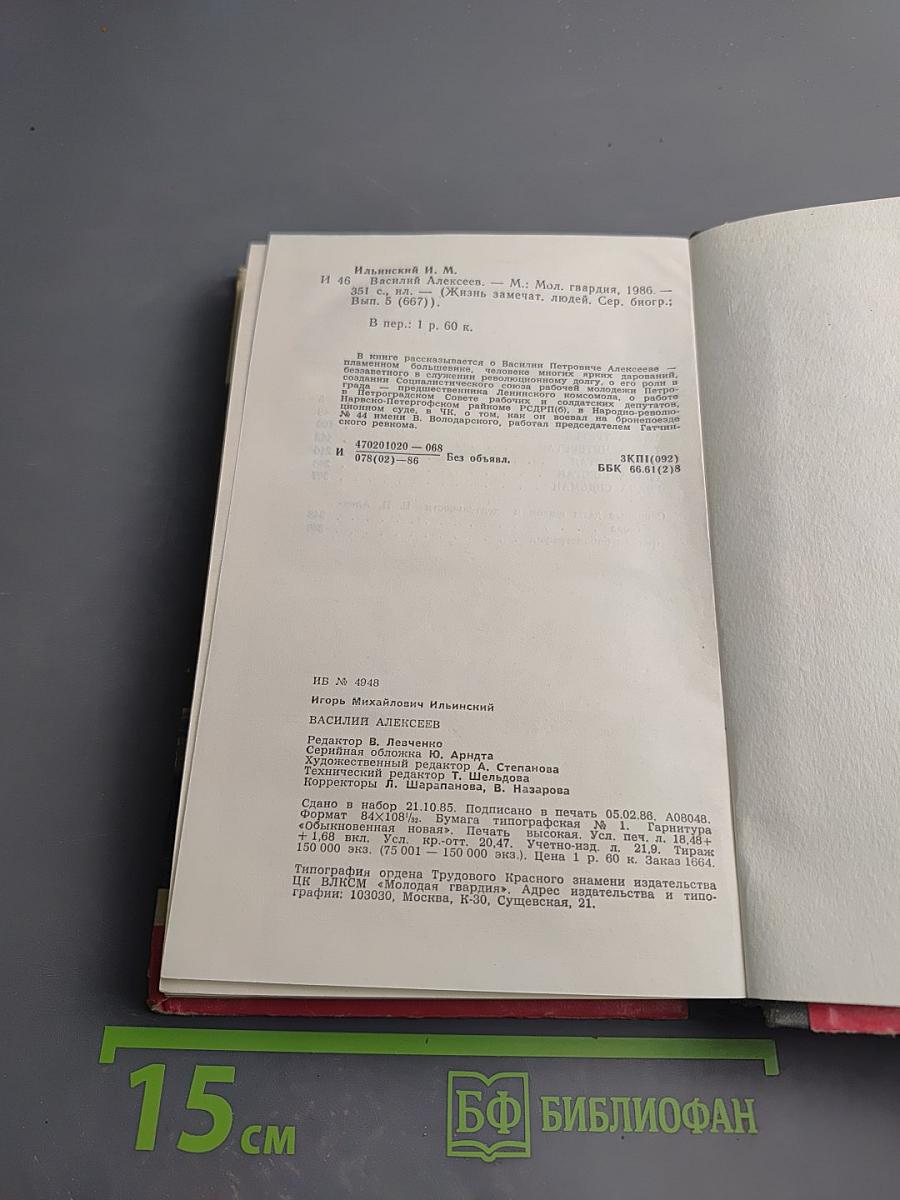 Ильинский И. М.
И 46 Василий Алексеев. — М.: Мол. гвардия, 1986. —
351 с., ил. — (Жизнь замечат. людей. Сер. биогр.;
Вып. 5 (667)).
В пер.: 1 р. 60 к.
В книге рассказывается о Василии Петровиче Алексееве —
пламенном большевике, человеке многих ярких дарований,
беззаветного в служении революционному долгу, о его роли в
создании Социалистического союза рабочей молодежи Петро-
града — предшественника Ленинского комсомола, о работе
в Петроградском Совете рабочих и солдатских депутатов,
Нарвско-Петергофском райкоме РСДРП(б), в Народно-револю-
ционном суде, в ЧК, о том, как он воевал на бронепоезде
№ 44 имени В. Володарского, работал председателем Гатчин-
ского ревкома.
И 470201020—068
078(02)—86 Без объявл.
3КП1(092)
ББК 66.61(2)8
ИБ № 4948
Игорь Михайлович Ильинский
ВАСИЛИЙ АЛЕКСЕЕВ
Редактор В. Левченко
Серийная обложка Ю. Арндта
Художественный редактор А. Степанова
Технический редактор Т. Шельдова
Корректоры Л. Шарапанова, В. Назарова
Сдано в набор 21.10.85. Подписано в печать 05.02.86. А08048.
Формат 84×108¹/₃₂. Бумага типографская № 1. Гарнитура
«Обыкновенная новая». Печать высокая. Усл. печ. л. 18,48+
+ 1,68 вкл. Усл. кр.-отт. 20,47. Учетно-изд. л. 21,9. Тираж
150 000 экз. (75 001 — 150 000 экз.). Цена 1 р. 60 к. Заказ 1664.
Типография ордена Трудового Красного знамени издательства
ЦК ВЛКСМ «Молодая гвардия». Адрес издательства и типо-
графии: 103030, Москва, К-30, Сущевская, 21.
15 см
БФ БИБЛИОФАН